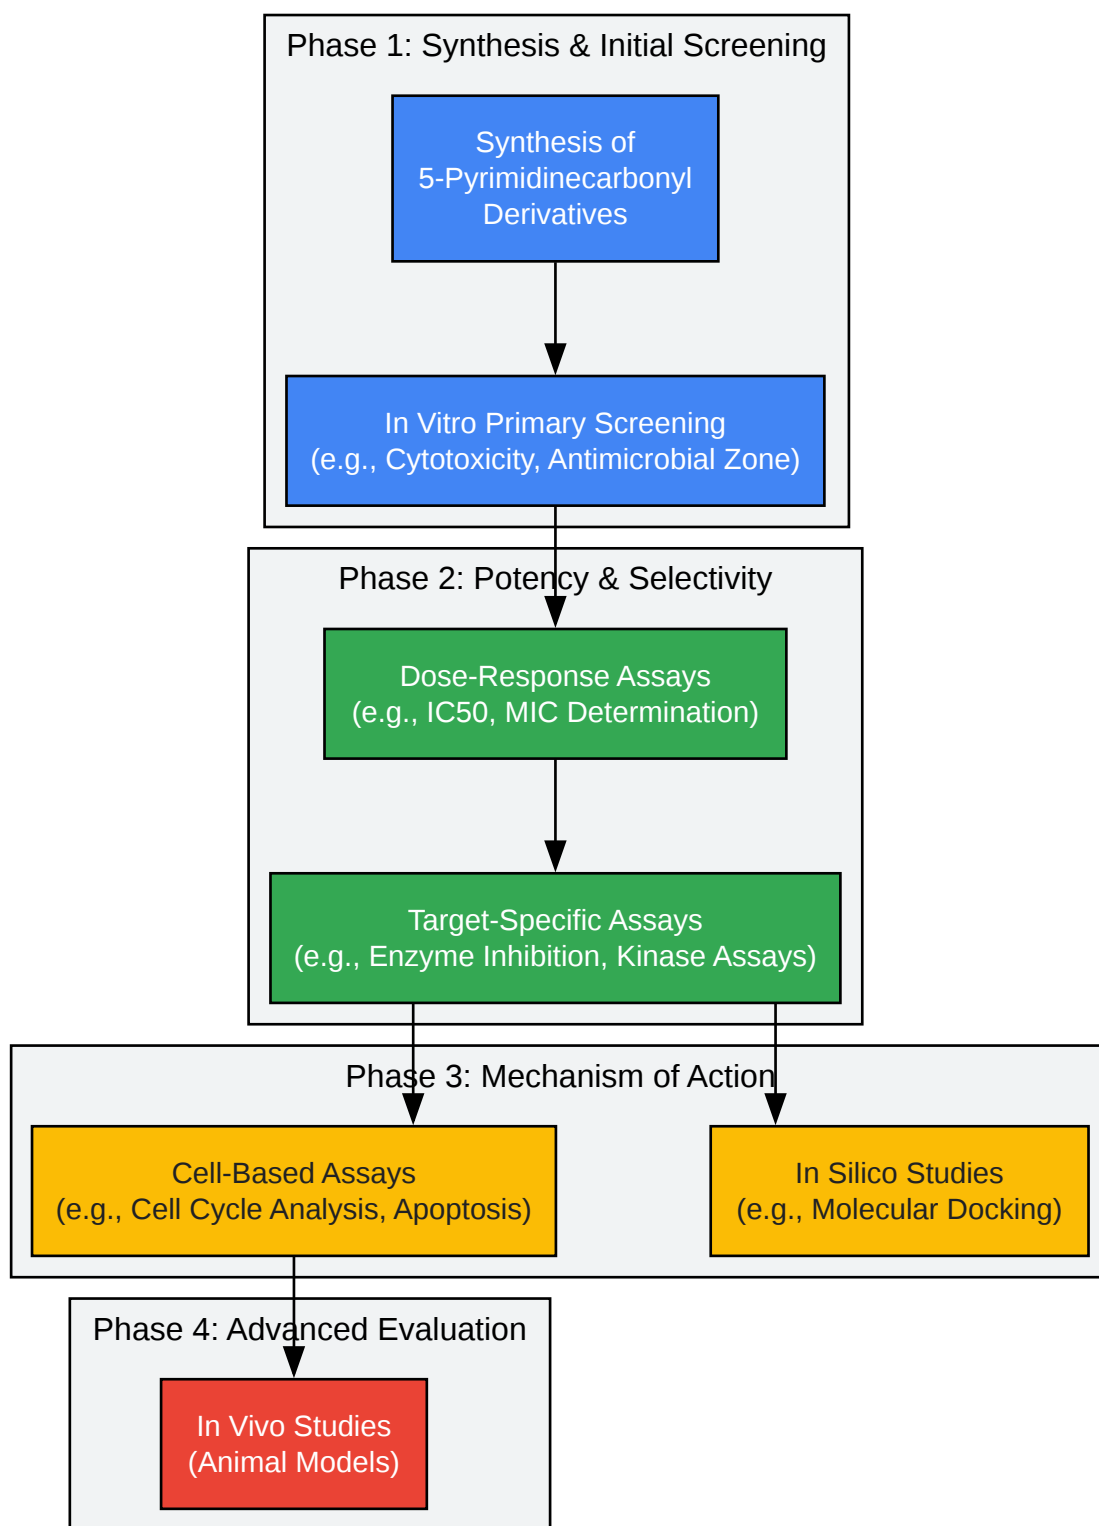 Phase 1: Synthesis & Initial Screening
Synthesis of
5-Pyrimidinecarbonyl
Derivatives
In Vitro Primary Screening
(e.g., Cytotoxicity, Antimicrobial Zone)
Phase 2: Potency & Selectivity
Dose-Response Assays
(e.g., IC50, MIC Determination)
Target-Specific Assays
(e.g., Enzyme Inhibition, Kinase Assays)
Phase 3: Mechanism of Action
Cell-Based Assays
(e.g., Cell Cycle Analysis, Apoptosis)
In Silico Studies
(e.g., Molecular Docking)
Phase 4: Advanced Evaluation
In Vivo Studies
(Animal Models)